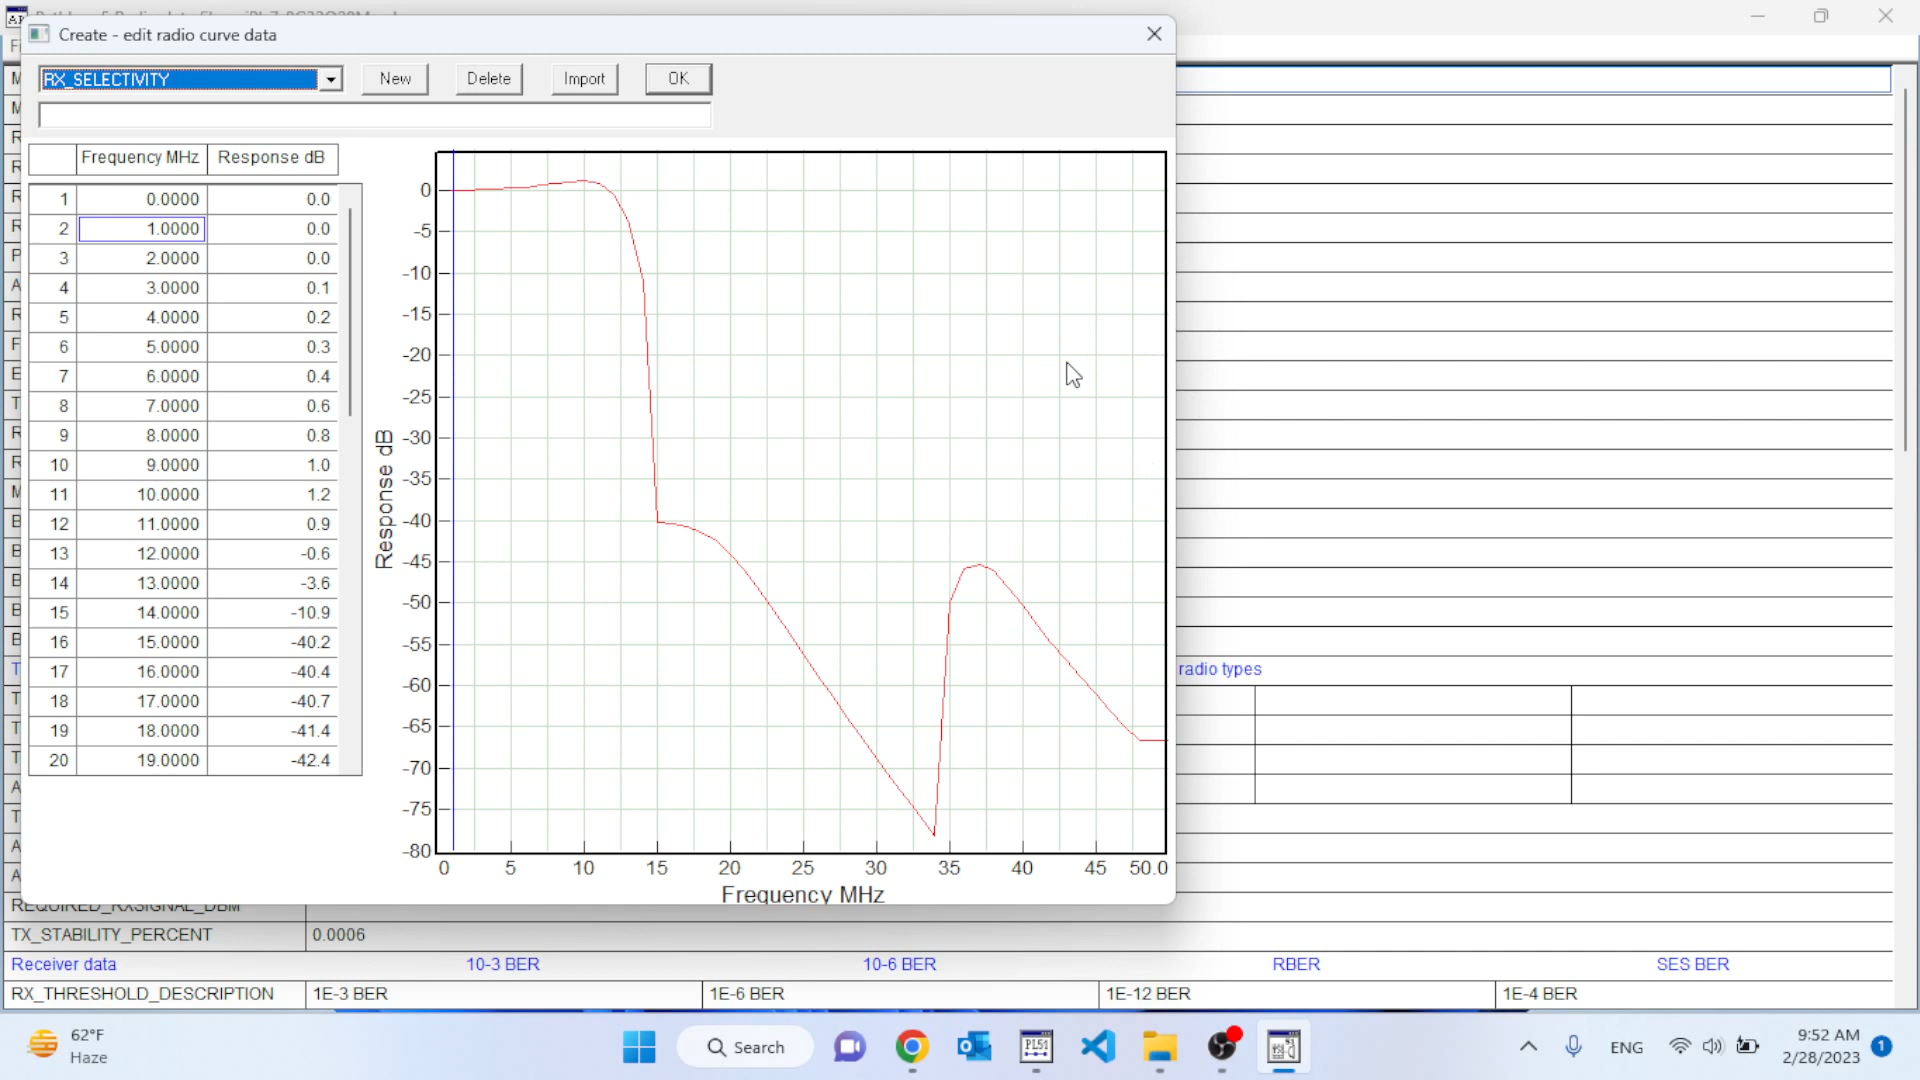 Create - edit radio curve data
RX_SELECTIVITY
New
Delete
Import
OK
Frequency MHz Response dB
1 0.0000 0.0
2 1.0000 0.0
3 2.0000 0.0
4 3.0000 0.1
5 4.0000 0.2
6 5.0000 0.3
7 6.0000 0.4
8 7.0000 0.6
9 8.0000 0.8
10 9.0000 1.0
11 10.0000 1.2
12 11.0000 0.9
13 12.0000 -0.6
14 13.0000 -3.6
15 14.0000 -10.9
16 15.0000 -40.2
17 16.0000 -40.4
18 17.0000 -40.7
19 18.0000 -41.4
20 19.0000 -42.4
Response dB
0
-5
-10
-15
-20
-25
-30
-35
-40
-45
-50
-55
-60
-65
-70
-75
-80
0 5 10 15 20 25 30 35 40 45 50.0
Frequency MHz
radio types
REQUIRED_RXSIGNAL_DBM
TX_STABILITY_PERCENT 0.0006
Receiver data 10-3 BER 10-6 BER RBER SES BER
RX_THRESHOLD_DESCRIPTION 1E-3 BER 1E-6 BER 1E-12 BER 1E-4 BER
62°F
Haze
Search
PL51
ENG
9:52 AM
2/28/2023
1